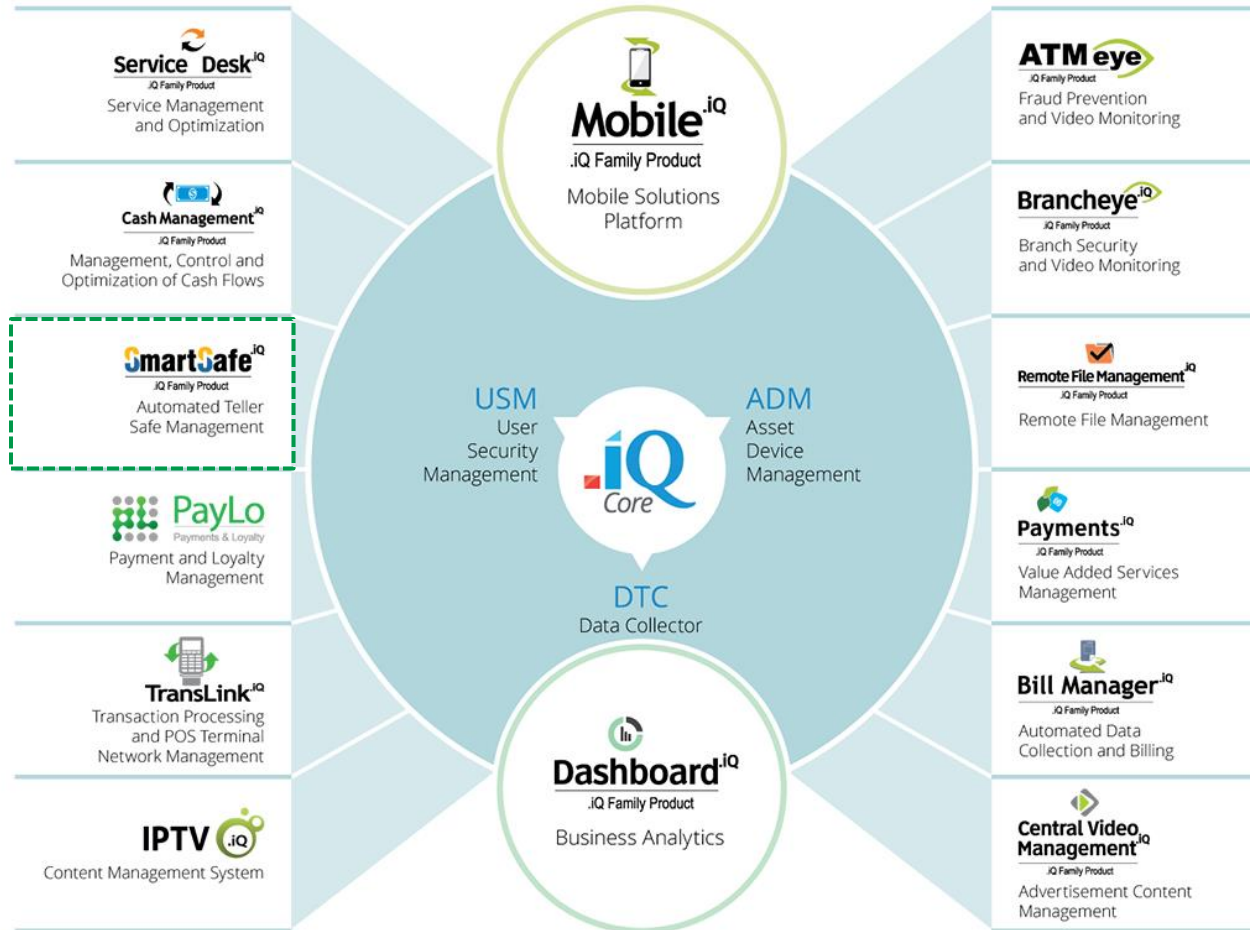 Service Desk.iQ
.iQ Family Product
Service Management
and Optimization
Cash Management.iQ
.iQ Family Product
Management, Control and
Optimization of Cash Flows
SmartSafe.iQ
.iQ Family Product
Automated Teller
Safe Management
PayLo
Payments & Loyalty
Payment and Loyalty
Management
TransLink.iQ
Transaction Processing
and POS Terminal
Network Management
IPTV .iQ
Content Management System
Mobile.iQ
.iQ Family Product
Mobile Solutions
Platform
USM
User
Security
Management
.iQ
Core
ADM
Asset
Device
Management
DTC
Data Collector
Dashboard.iQ
.iQ Family Product
Business Analytics
ATM eye
.iQ Family Product
Fraud Prevention
and Video Monitoring
Brancheye.iQ
.iQ Family Product
Branch Security
and Video Monitoring
Remote File Management.iQ
.iQ Family Product
Remote File Management
Payments.iQ
.iQ Family Product
Value Added Services
Management
Bill Manager.iQ
.iQ Family Product
Automated Data
Collection and Billing
Central Video
Management.iQ
.iQ Family Product
Advertisement Content
Management